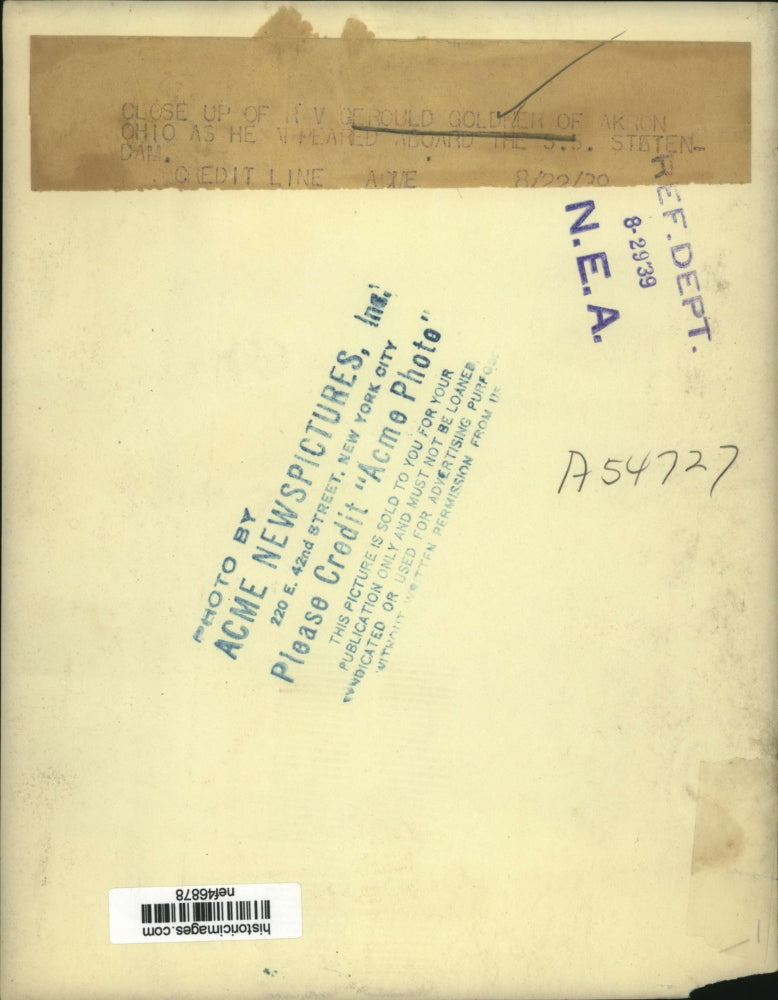 CLOSE UP OF REV GEROULD GOLDNER OF AKRON
OHIO AS HE APPEARED ABOARD THE S.S. STATEN-
DAM.
CREDIT LINE ACME 8/22/39
REF. DEPT.
8-29'39
N.E.A.
PHOTO BY
ACME NEWSPICTURES, Inc.
220 E. 42nd STREET, NEW YORK CITY
Please Credit "Acme Photo"
THIS PICTURE IS SOLD TO YOU FOR YOUR
PUBLICATION ONLY AND MUST NOT BE LOANED,
SYNDICATED OR USED FOR ADVERTISING PURPOSES
WITHOUT WRITTEN PERMISSION FROM US
A54727
historicimages.com
nef46878